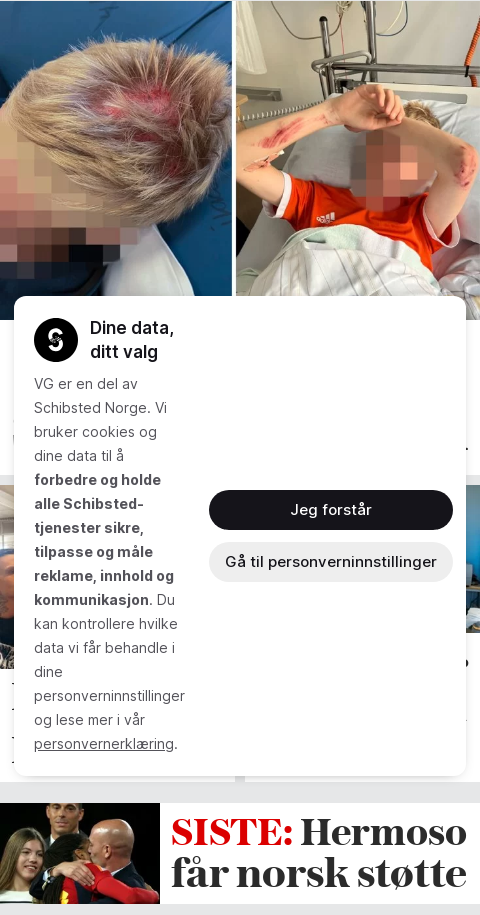 Dine data,
ditt valg
VG er en del av
Schibsted Norge. Vi
bruker cookies og
dine data til å
forbedre og holde
alle Schibsted-
tjenester sikre,
tilpasse og måle
reklame, innhold og
kommunikasjon. Du
kan kontrollere hvilke
data vi får behandle i
dine
personverninnstillinger
og lese mer i vår
personvernerklæring.
Jeg forstår
Gå til personverninnstillinger
SISTE: Hermoso
får norsk støtte